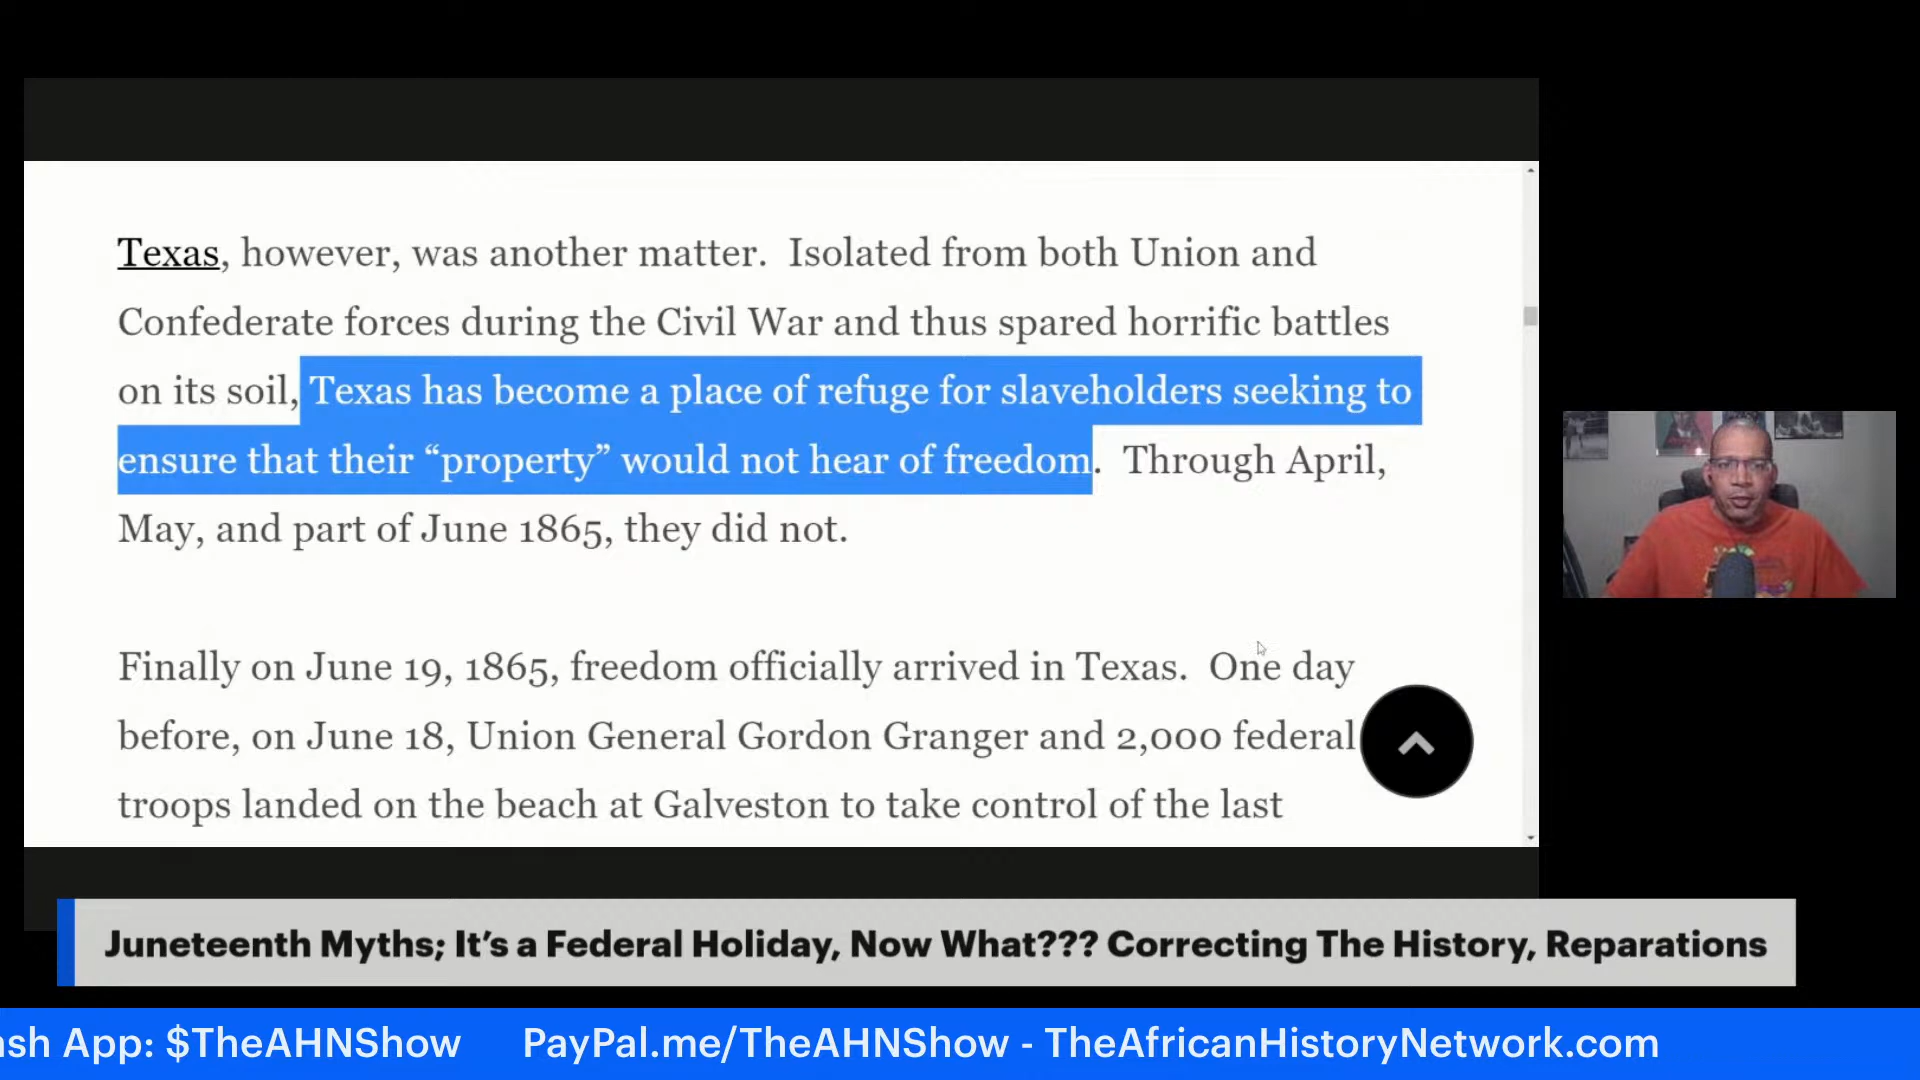 Texas, however, was another matter.  Isolated from both Union and
Confederate forces during the Civil War and thus spared horrific battles
on its soil, Texas has become a place of refuge for slaveholders seeking to
ensure that their “property” would not hear of freedom.  Through April,
May, and part of June 1865, they did not.
Finally on June 19, 1865, freedom officially arrived in Texas.  One day
before, on June 18, Union General Gordon Granger and 2,000 federal
troops landed on the beach at Galveston to take control of the last
Juneteenth Myths; It’s a Federal Holiday, Now What??? Correcting The History, Reparations
ash App: $TheAHNShow PayPal.me/TheAHNShow - TheAfricanHistoryNetwork.com